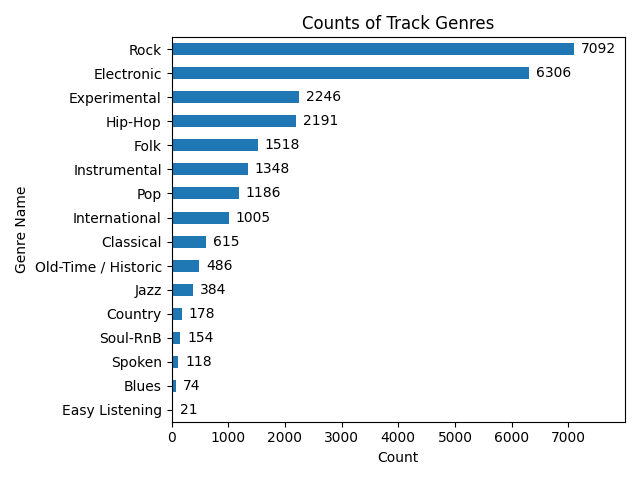 Counts of Track Genres
Genre Name
Rock 7092
Electronic 6306
Experimental 2246
Hip-Hop 2191
Folk 1518
Instrumental 1348
Pop 1186
International 1005
Classical 615
Old-Time / Historic 486
Jazz 384
Country 178
Soul-RnB 154
Spoken 118
Blues 74
Easy Listening 21
0 1000 2000 3000 4000 5000 6000 7000
Count